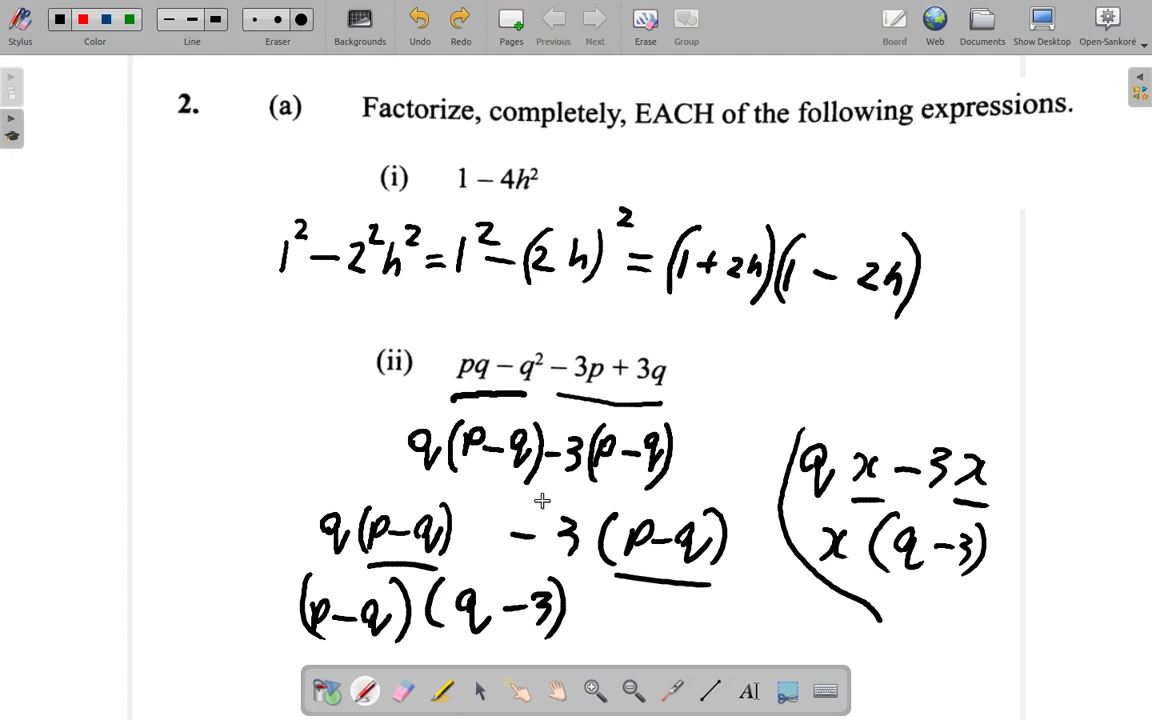 Stylus Color Line Eraser Backgrounds Undo Redo Pages Previous Next Erase Group Board Web Documents Show Desktop Open-Sankoré
2. (a) Factorize, completely, EACH of the following expressions.
(i) 1 – 4h²
1² – 2²h² = 1² – (2h)² = (1 + 2h)(1 – 2h)
(ii) pq – q² – 3p + 3q
q(p–q)–3(p–q)
q(p–q) – 3(p–q)
(p–q)(q–3)
qx – 3x
x(q–3)